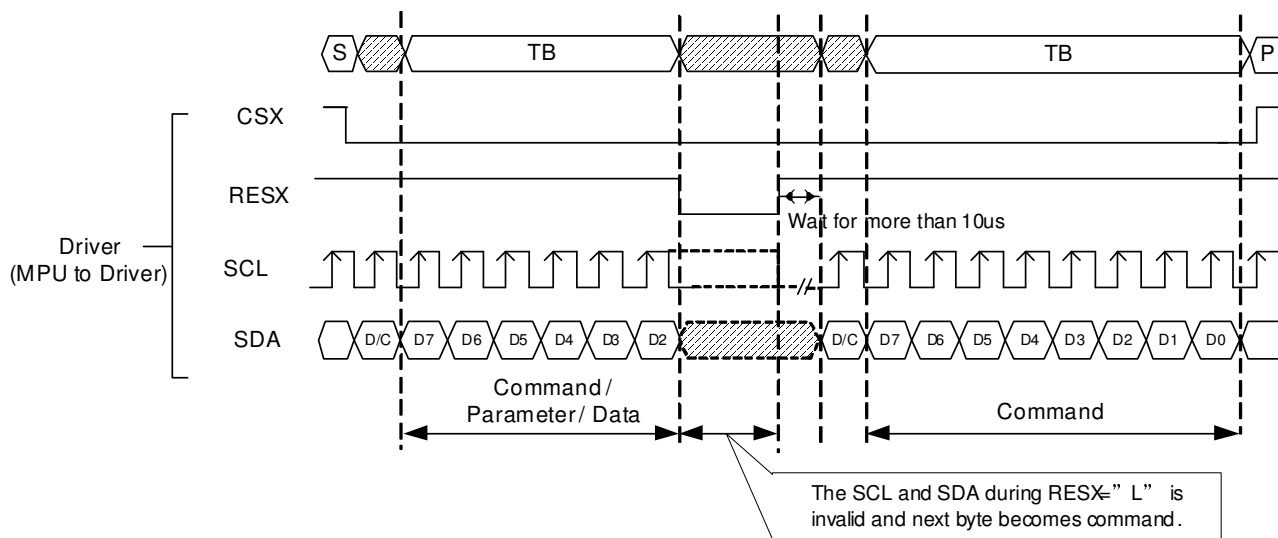 S TB TB P
CSX
RESX
Wait for more than 10us
Driver
(MPU to Driver)
SCL
//
SDA D/C D7 D6 D5 D4 D3 D2 D/C D7 D6 D5 D4 D3 D2 D1 D0
Command /
Parameter / Data
Command
The SCL and SDA during RESX=” L” is
invalid and next byte becomes command.